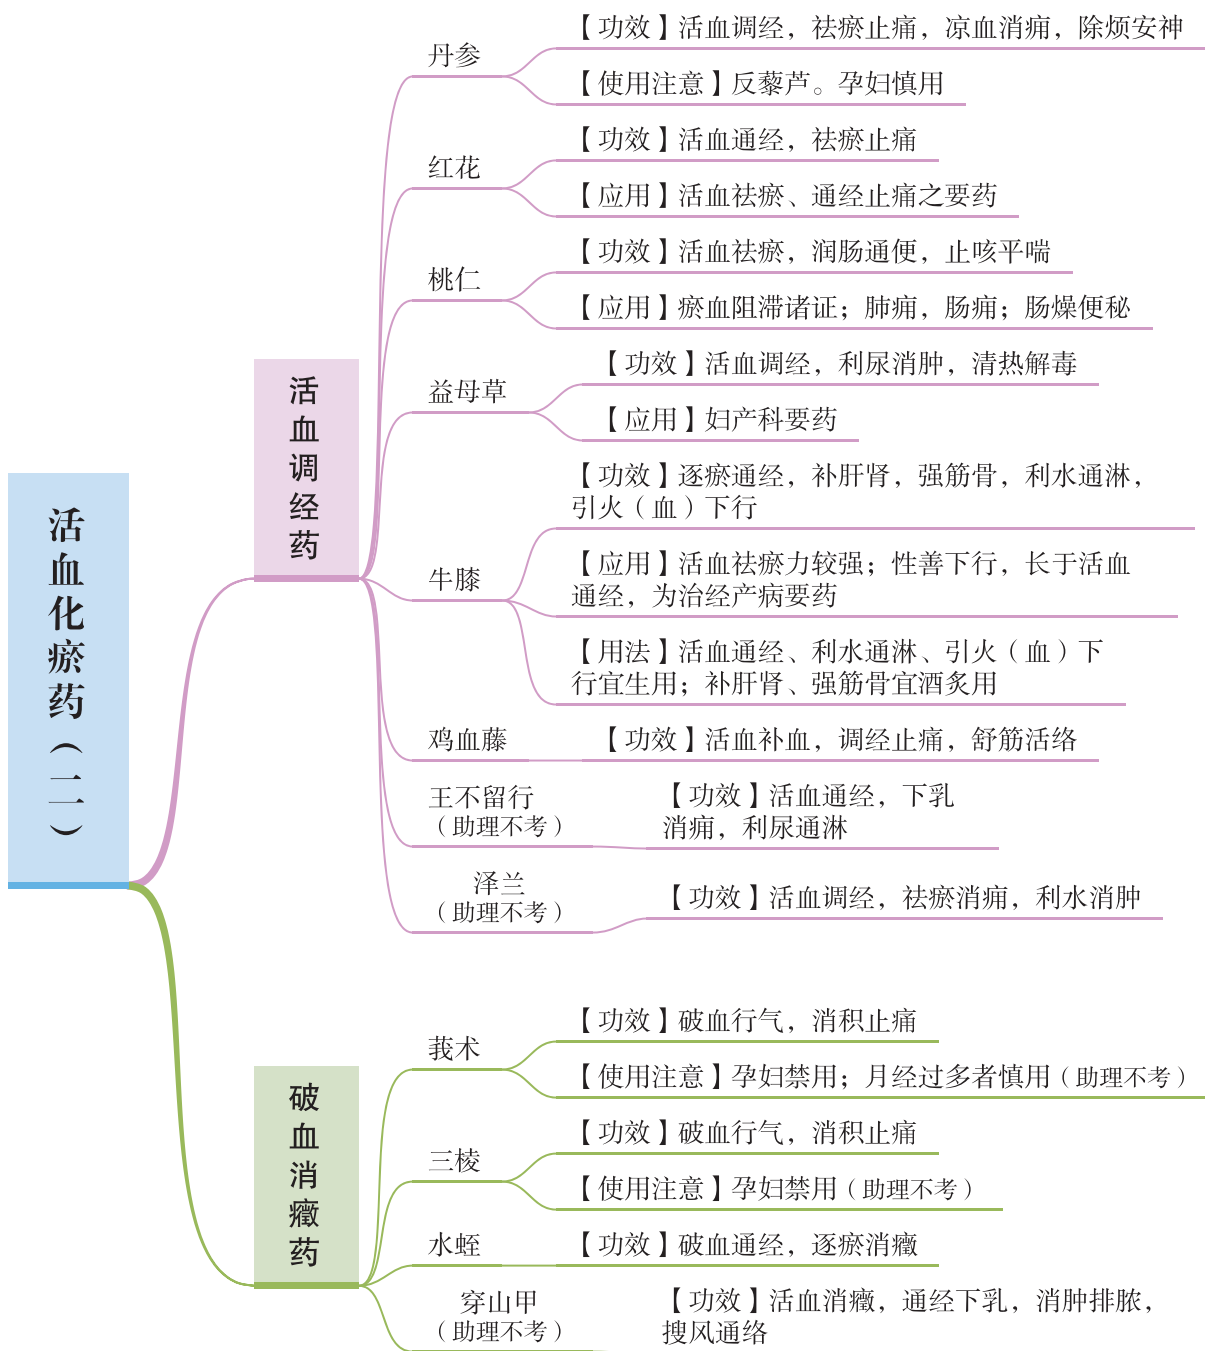 活血化瘀药（二）
活血调经药
丹参
【功效】活血调经，祛瘀止痛，凉血消痈，除烦安神
【使用注意】反藜芦。孕妇慎用
红花
【功效】活血通经，祛瘀止痛
【应用】活血祛瘀、通经止痛之要药
桃仁
【功效】活血祛瘀，润肠通便，止咳平喘
【应用】瘀血阻滞诸证；肺痈，肠痈；肠燥便秘
益母草
【功效】活血调经，利尿消肿，清热解毒
【应用】妇产科要药
牛膝
【功效】逐瘀通经，补肝肾，强筋骨，利水通淋，
引火（血）下行
【应用】活血祛瘀力较强；性善下行，长于活血
通经，为治经产病要药
【用法】活血通经、利水通淋、引火（血）下
行宜生用；补肝肾、强筋骨宜酒炙用
鸡血藤
【功效】活血补血，调经止痛，舒筋活络
王不留行
（助理不考）
【功效】活血通经，下乳
消痈，利尿通淋
泽兰
（助理不考）
【功效】活血调经，祛瘀消痈，利水消肿
破血消癥药
莪术
【功效】破血行气，消积止痛
【使用注意】孕妇禁用；月经过多者慎用（助理不考）
三棱
【功效】破血行气，消积止痛
【使用注意】孕妇禁用（助理不考）
水蛭
【功效】破血通经，逐瘀消癥
穿山甲
（助理不考）
【功效】活血消癥，通经下乳，消肿排脓，
搜风通络